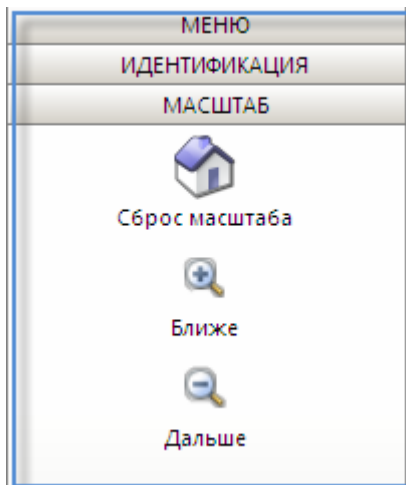 МЕНЮ
ИДЕНТИФИКАЦИЯ
МАСШТАБ
Сброс масштаба
Ближе
Дальше